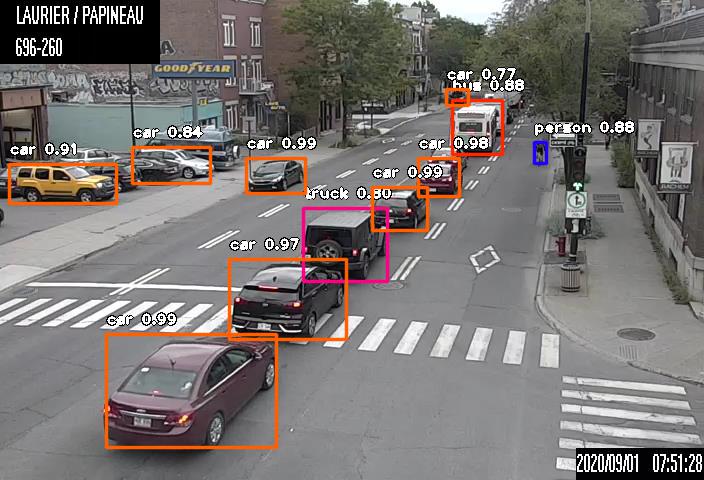 LAURIER / PAPINEAU
696-260
GOODYEAR
car 0.77
bus 0.88
person 0.88
car 0.84
car 0.91
car 0.99
car 0.98
car 0.99
truck 0.80
car 0.97
car 0.99
2020/09/01 07:51:28